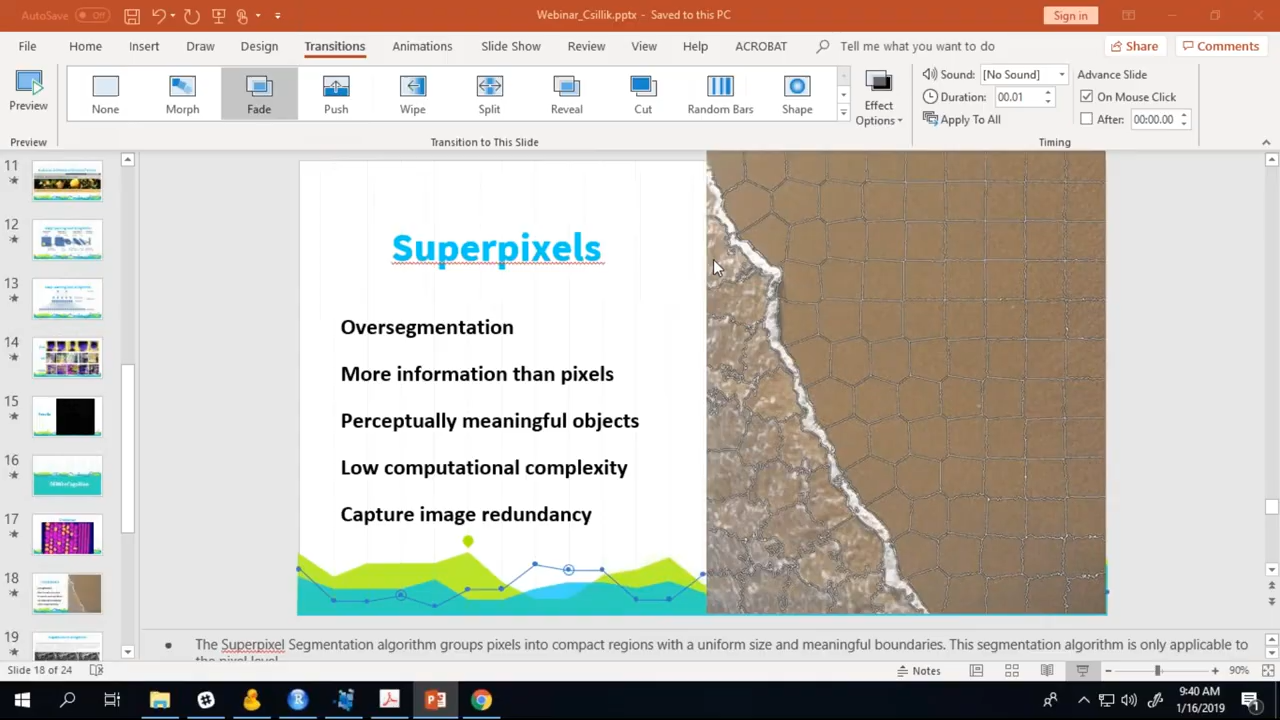 AutoSave Off
Webinar_Csillik.pptx - Saved to this PC
Sign in
File Home Insert Draw Design Transitions Animations Slide Show Review View Help ACROBAT Tell me what you want to do Share Comments
Preview
None Morph Fade Push Wipe Split Reveal Cut Random Bars Shape
Effect Options
Sound: [No Sound]
Duration: 00.01
Apply To All
Advance Slide
On Mouse Click
After: 00:00.00
Preview Transition to This Slide Timing
11
12
13
14
15
16
17
18
19
Superpixels
Oversegmentation
More information than pixels
Perceptually meaningful objects
Low computational complexity
Capture image redundancy
The Superpixel Segmentation algorithm groups pixels into compact regions with a uniform size and meaningful boundaries. This segmentation algorithm is only applicable to
the pixel level
Slide 18 of 24 Notes 90%
9:40 AM
1/16/2019
1